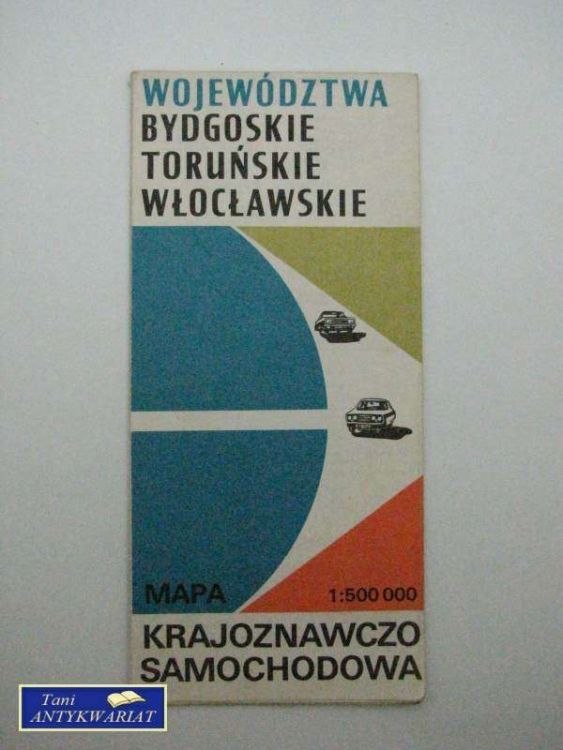 WOJEWÓDZTWA
BYDGOSKIE
TORUŃSKIE
WŁOCŁAWSKIE
MAPA 1:500 000
KRAJOZNAWCZO
SAMOCHODOWA
Tani
ANTYKWARIAT